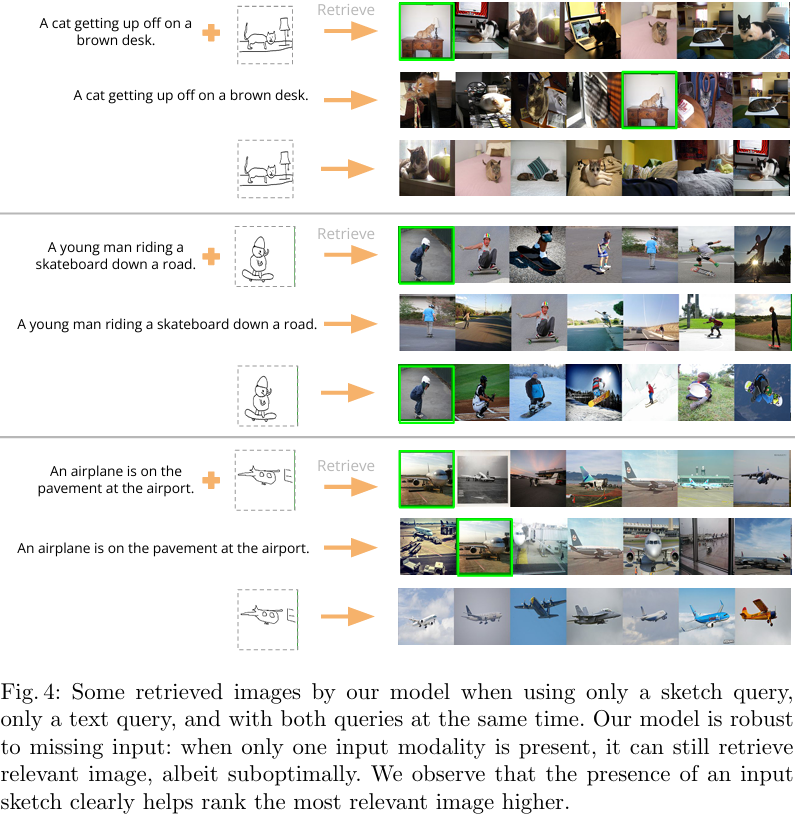 A cat getting up off on a
brown desk.
Retrieve
A cat getting up off on a brown desk.
A young man riding a
skateboard down a road.
Retrieve
A young man riding a skateboard down a road.
An airplane is on the
pavement at the airport.
Retrieve
An airplane is on the pavement at the airport.
Fig. 4: Some retrieved images by our model when using only a sketch query,
only a text query, and with both queries at the same time. Our model is robust
to missing input: when only one input modality is present, it can still retrieve
relevant image, albeit suboptimally. We observe that the presence of an input
sketch clearly helps rank the most relevant image higher.